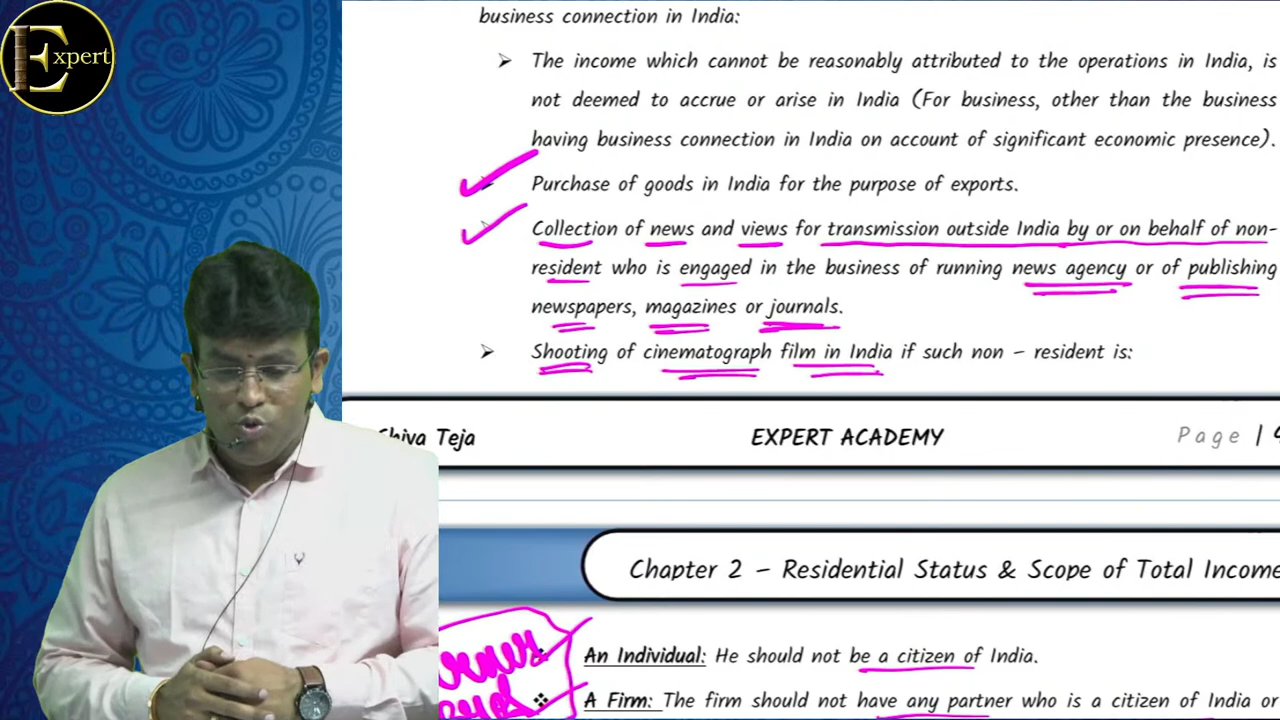 Expert
business connection in India:
➤ The income which cannot be reasonably attributed to the operations in India, is
not deemed to accrue or arise in India (For business, other than the business
having business connection in India on account of significant economic presence).
Purchase of goods in India for the purpose of exports.
Collection of news and views for transmission outside India by or on behalf of non-
resident who is engaged in the business of running news agency or of publishing
newspapers, magazines or journals.
➤ Shooting of cinematograph film in India if such non – resident is:
Shiva Teja EXPERT ACADEMY Page | 9
Chapter 2 – Residential Status & Scope of Total Income
An Individual: He should not be a citizen of India.
❖ A Firm: The firm should not have any partner who is a citizen of India or